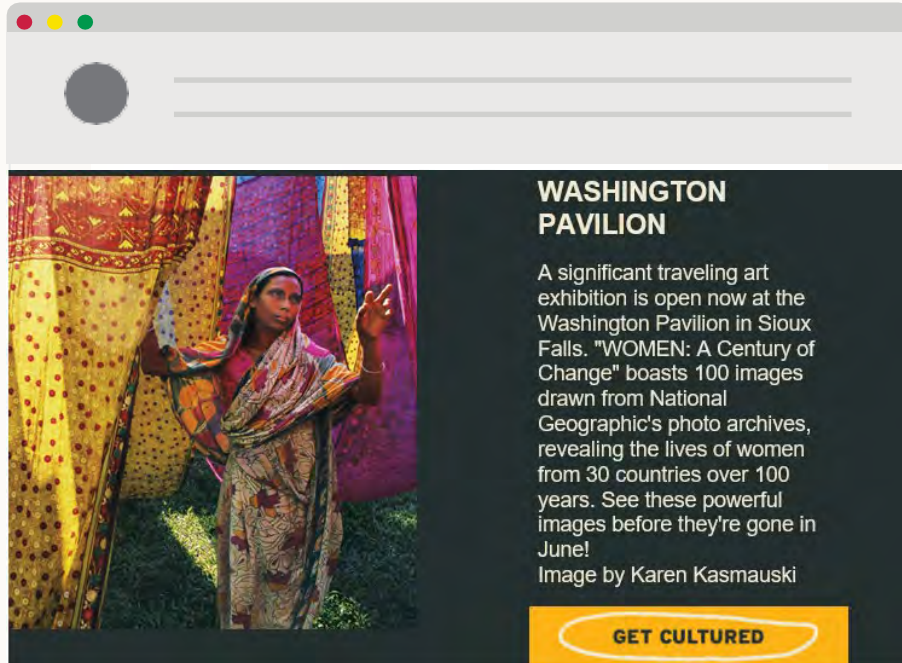 WASHINGTON
PAVILION
A significant traveling art
exhibition is open now at the
Washington Pavilion in Sioux
Falls. "WOMEN: A Century of
Change" boasts 100 images
drawn from National
Geographic's photo archives,
revealing the lives of women
from 30 countries over 100
years. See these powerful
images before they're gone in
June!
Image by Karen Kasmauski
GET CULTURED